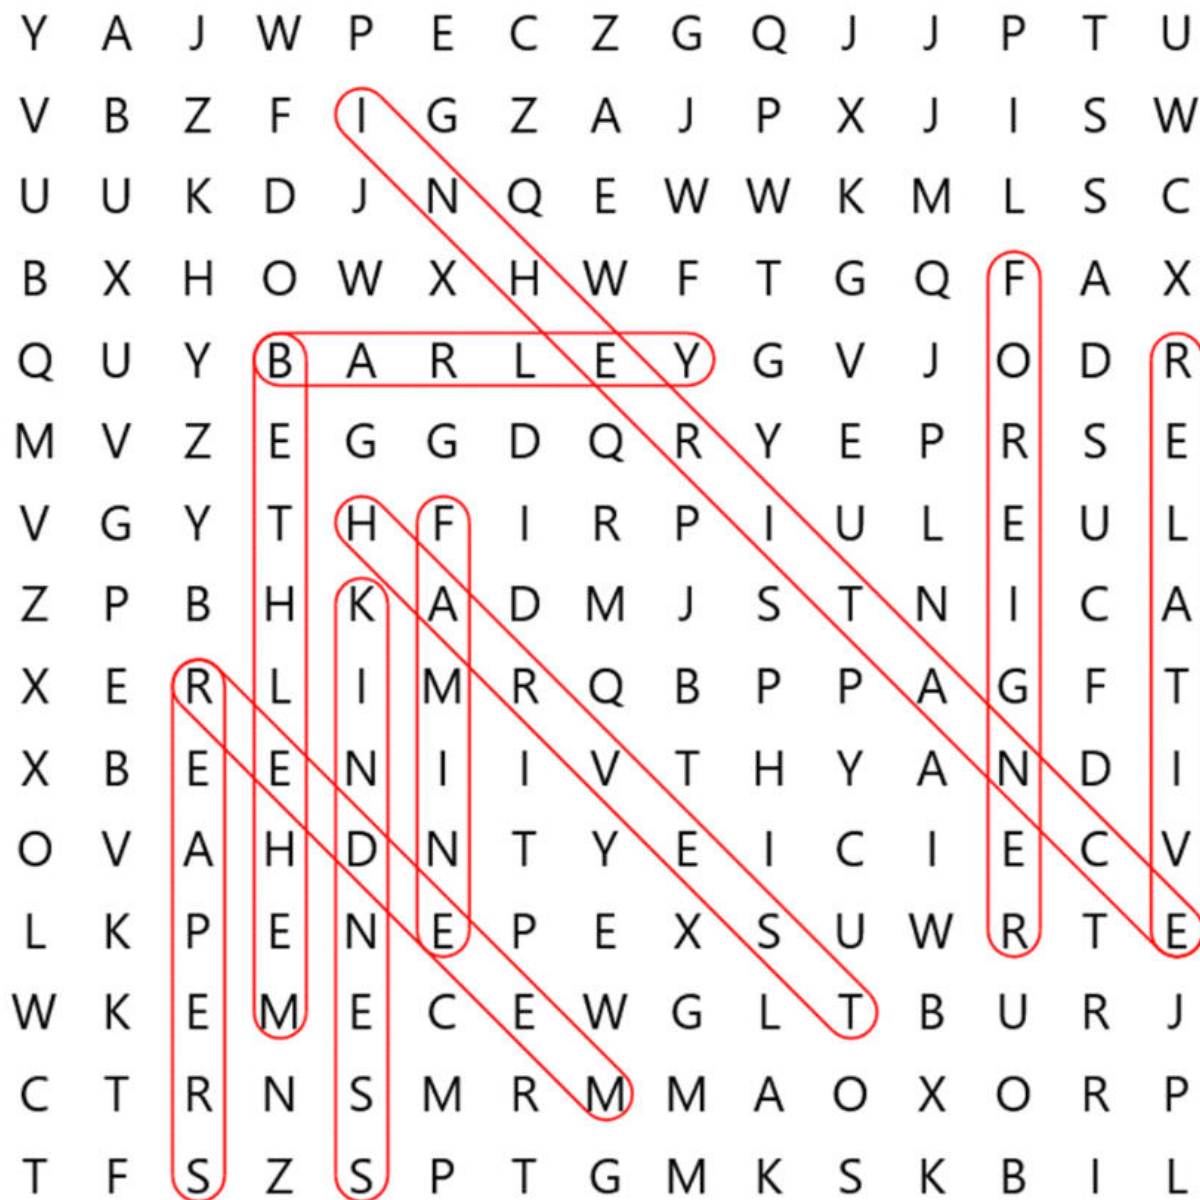 Y A J W P E C Z G Q J J P T U
V B Z F I G Z A J P X J I S W
U U K D J N Q E W W K M L S C
B X H O W X H W F T G Q F A X
Q U Y B A R L E Y G V J O D R
M V Z E G G D Q R Y E P R S E
V G Y T H F I R P I U L E U L
Z P B H K A D M J S T N I C A
X E R L I M R Q B P P A G F T
X B E E N I I V T H Y A N D I
O V A H D N T Y E I C I E C V
L K P E N E P E X S U W R T E
W K E M E C E W G L T B U R J
C T R N S M R M M A O X O R P
T F S Z S P T G M K S K B I L